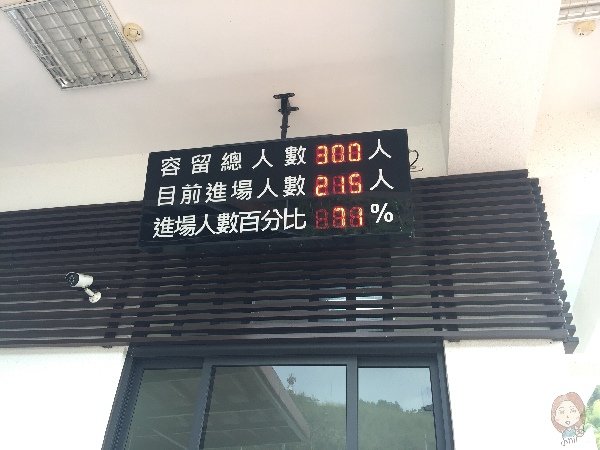 容留總人數 300 人
目前進場人數 215 人
進場人數百分比 71 %